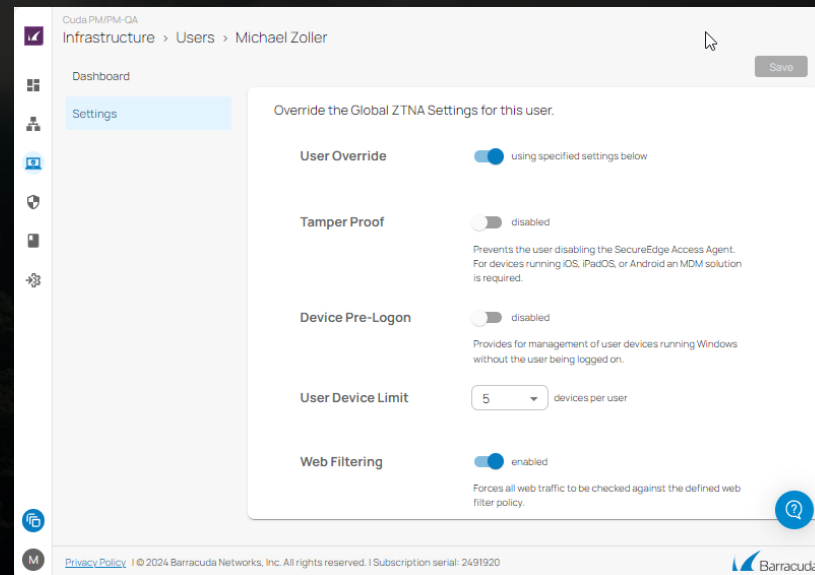 Cuda PM/PM-QA
Infrastructure > Users > Michael Zoller
Save
Dashboard
Settings
Override the Global ZTNA Settings for this user.
User Override
using specified settings below
Tamper Proof
disabled
Prevents the user disabling the SecureEdge Access Agent.
For devices running iOS, iPadOS, or Android an MDM solution
is required.
Device Pre-Logon
disabled
Provides for management of user devices running Windows
without the user being logged on.
User Device Limit
5
devices per user
Web Filtering
enabled
Forces all web traffic to be checked against the defined web
filter policy.
M
Privacy Policy | © 2024 Barracuda Networks, Inc. All rights reserved. | Subscription serial: 2491920
Barracuda